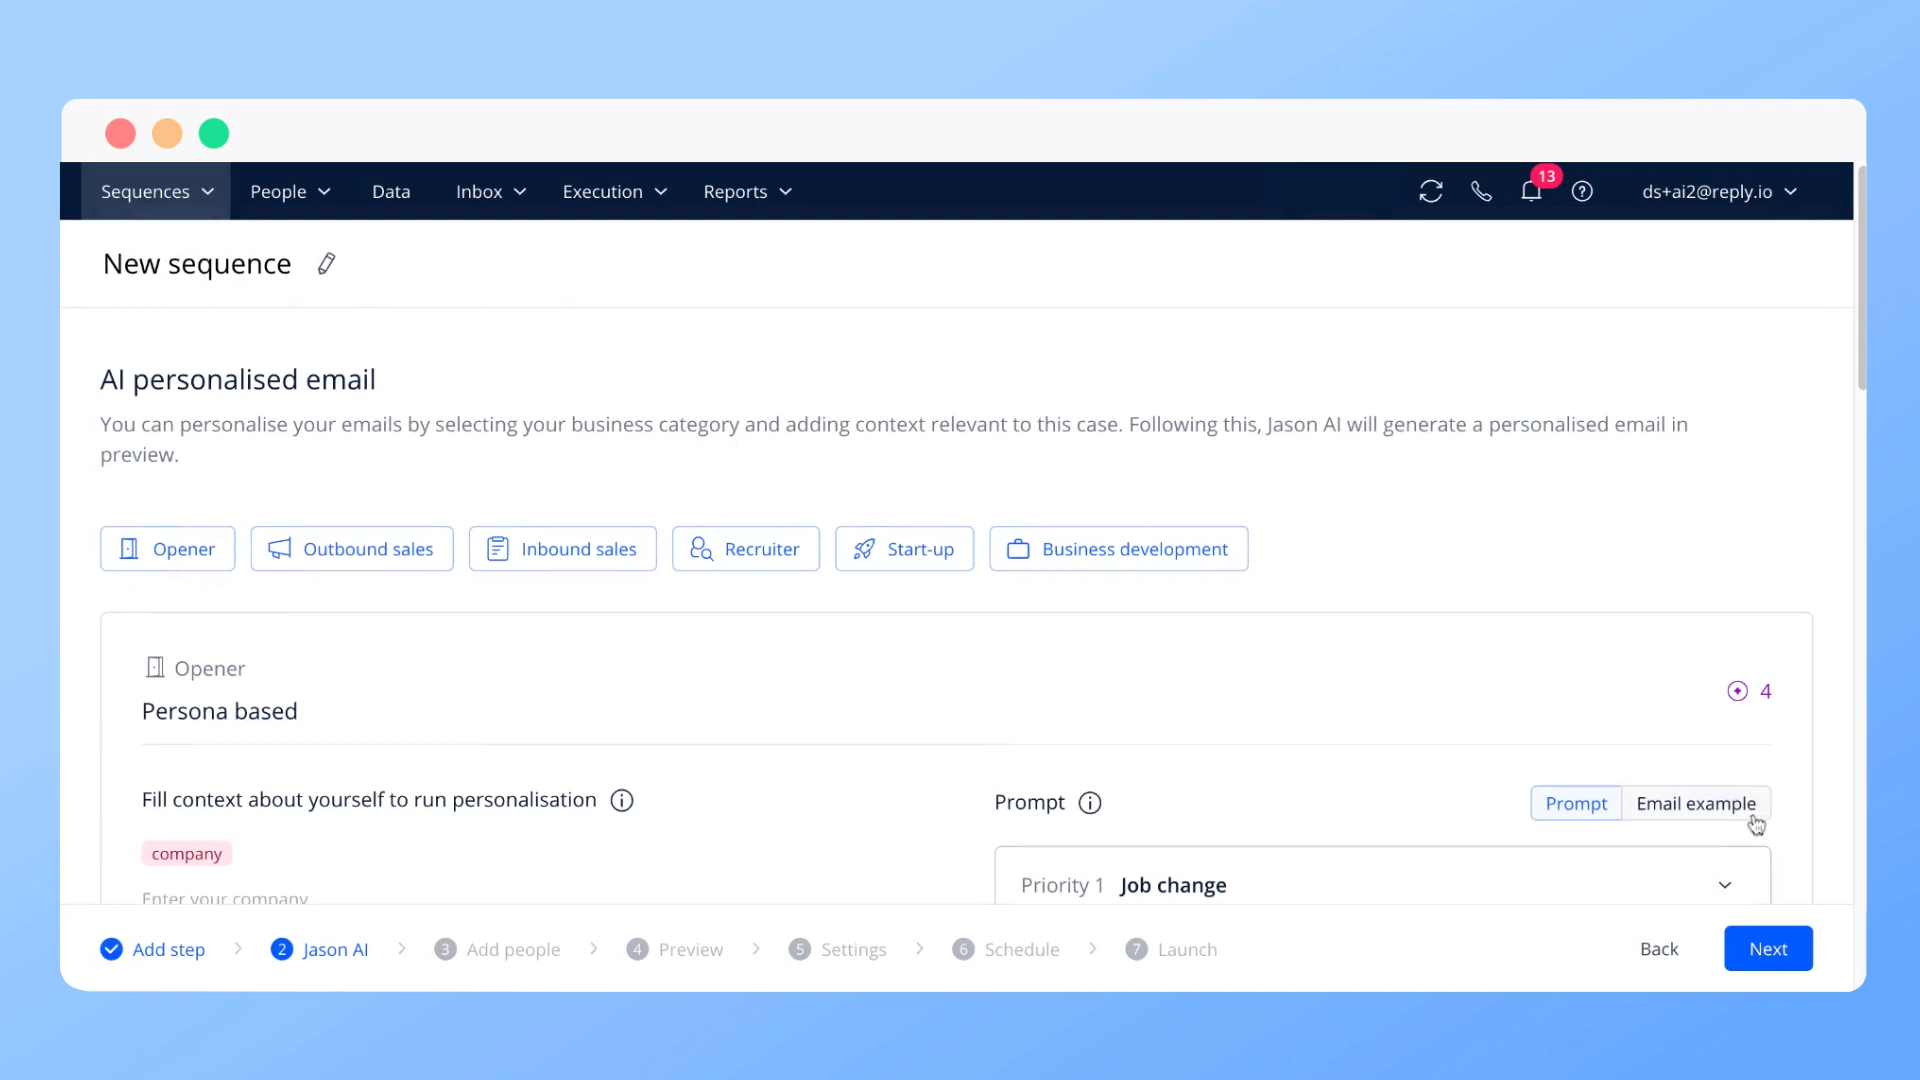 Sequences People Data Inbox Execution Reports 13 ds+ai2@reply.io
New sequence
AI personalised email
You can personalise your emails by selecting your business category and adding context relevant to this case. Following this, Jason AI will generate a personalised email in
preview.
Opener Outbound sales Inbound sales Recruiter Start-up Business development
Opener
4
Persona based
Fill context about yourself to run personalisation
Prompt Prompt Email example
company
Priority 1 Job change
Enter your company
Add step 2 Jason AI 3 Add people 4 Preview 5 Settings 6 Schedule 7 Launch Back Next